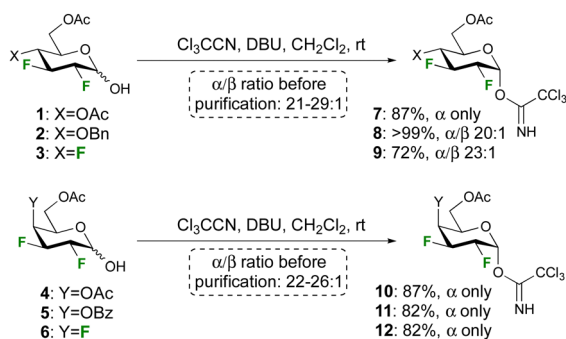 OAc
X
O
F
F
OH
1: X=OAc
2: X=OBn
3: X=F
Cl3CCN, DBU, CH2Cl2, rt
α/β ratio before
purification: 21-29:1
OAc
X
O
F
F
O
CCl3
NH
7: 87%, α only
8: >99%, α/β 20:1
9: 72%, α/β 23:1
Y
OAc
O
F
F
OH
4: Y=OAc
5: Y=OBz
6: Y=F
Cl3CCN, DBU, CH2Cl2, rt
α/β ratio before
purification: 22-26:1
Y
OAc
O
F
F
O
CCl3
NH
10: 87%, α only
11: 82%, α only
12: 82%, α only